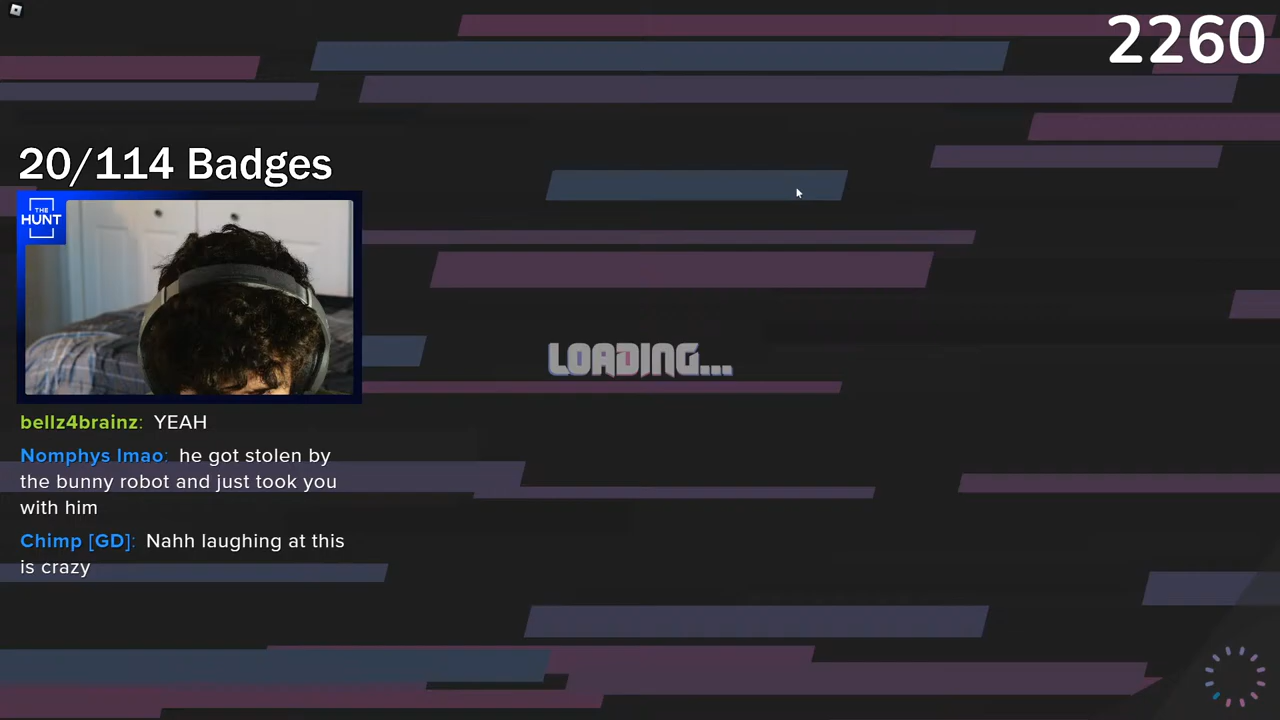 2260
20/114 Badges
THE
HUNT
LOADING...
bellz4brainz: YEAH
Nomphys lmao: he got stolen by
the bunny robot and just took you
with him
Chimp [GD]: Nahh laughing at this
is crazy